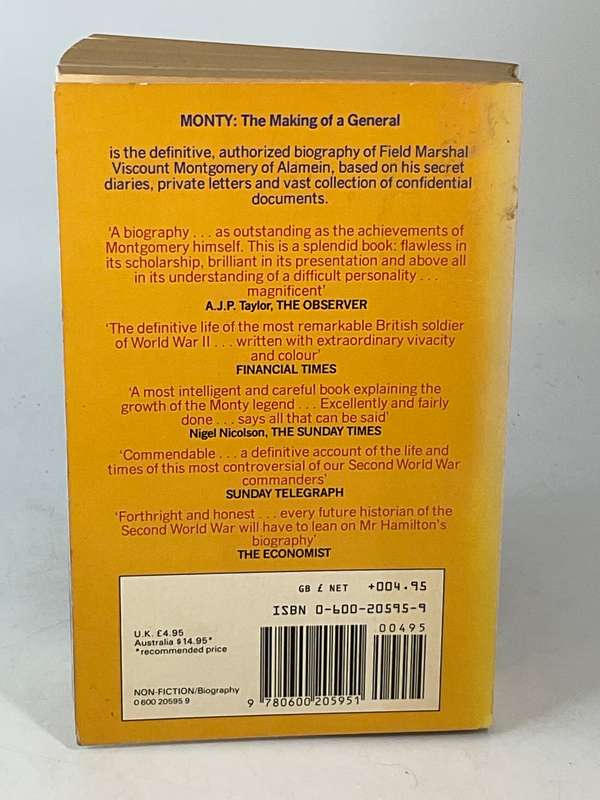 MONTY: The Making of a General
is the definitive, authorized biography of Field Marshal
Viscount Montgomery of Alamein, based on his secret
diaries, private letters and vast collection of confidential
documents.
'A biography . . . as outstanding as the achievements of
Montgomery himself. This is a splendid book: flawless in
its scholarship, brilliant in its presentation and above all
in its understanding of a difficult personality . . .
magnificent'
A.J.P. Taylor, THE OBSERVER
'The definitive life of the most remarkable British soldier
of World War II . . . written with extraordinary vivacity
and colour'
FINANCIAL TIMES
'A most intelligent and careful book explaining the
growth of the Monty legend . . . Excellently and fairly
done . . . says all that can be said'
Nigel Nicolson, THE SUNDAY TIMES
'Commendable . . . a definitive account of the life and
times of this most controversial of our Second World War
commanders'
SUNDAY TELEGRAPH
'Forthright and honest . . . every future historian of the
Second World War will have to lean on Mr Hamilton's
biography'
THE ECONOMIST
GB £ NET +004.95
ISBN 0-600-20595-9
00495
U.K. £4.95
Australia $14.95*
*recommended price
NON-FICTION/Biography
0 600 20595 9
9 780600 205951